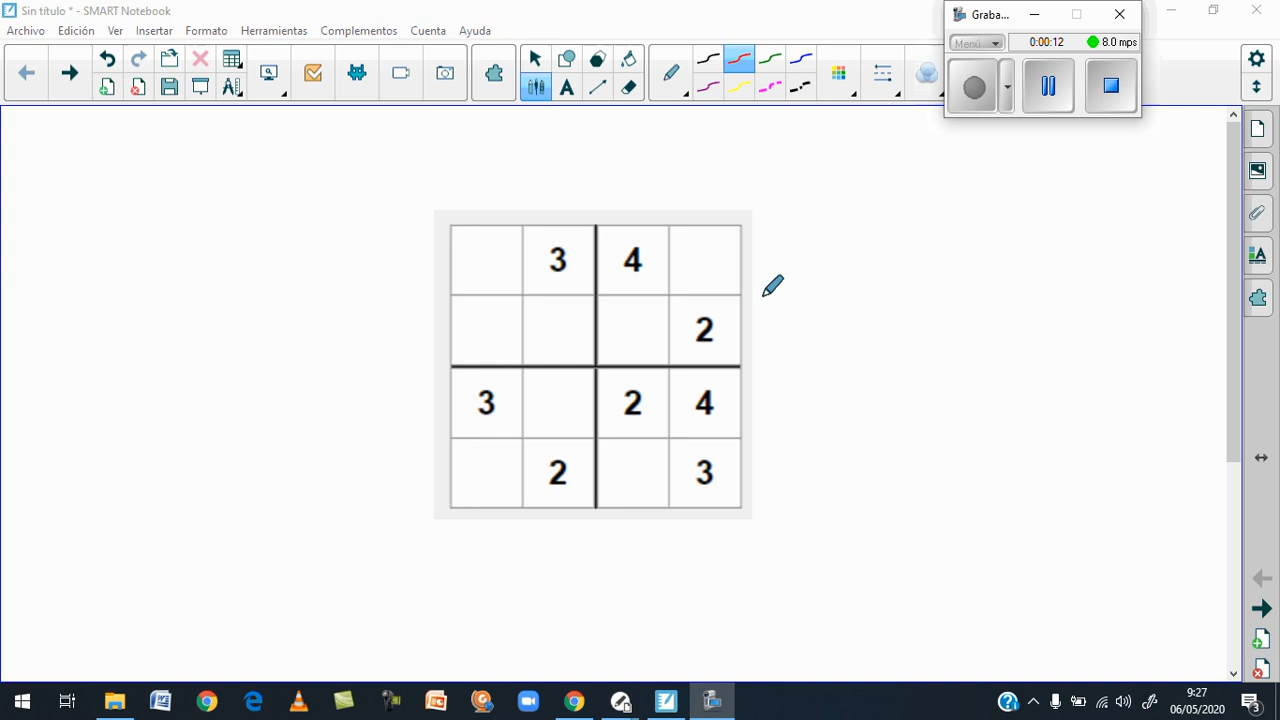 Sin título * - SMART Notebook
Graba...
Archivo Edición Ver Insertar Formato Herramientas Complementos Cuenta Ayuda
Menú 0:00:12 8.0 mps
3 4
2
3 2 4
2 3
9:27
06/05/2020